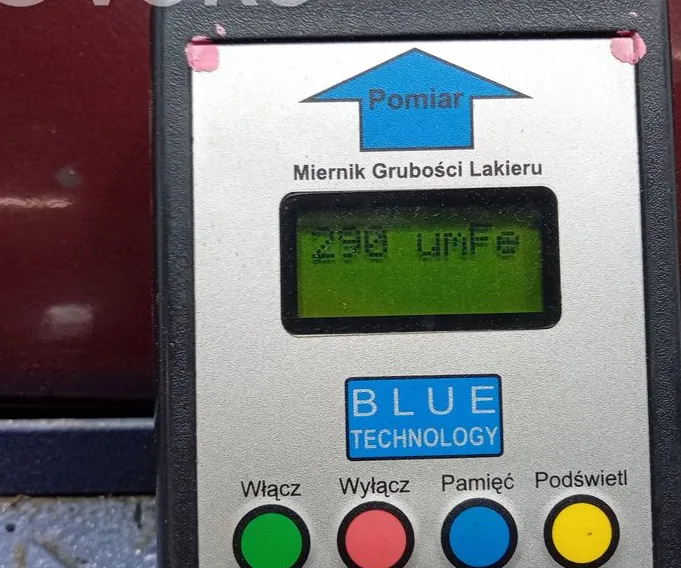 Pomiar
Miernik Grubości Lakieru
290 umFe
BLUE
TECHNOLOGY
Włącz Wyłącz Pamięć Podświetl